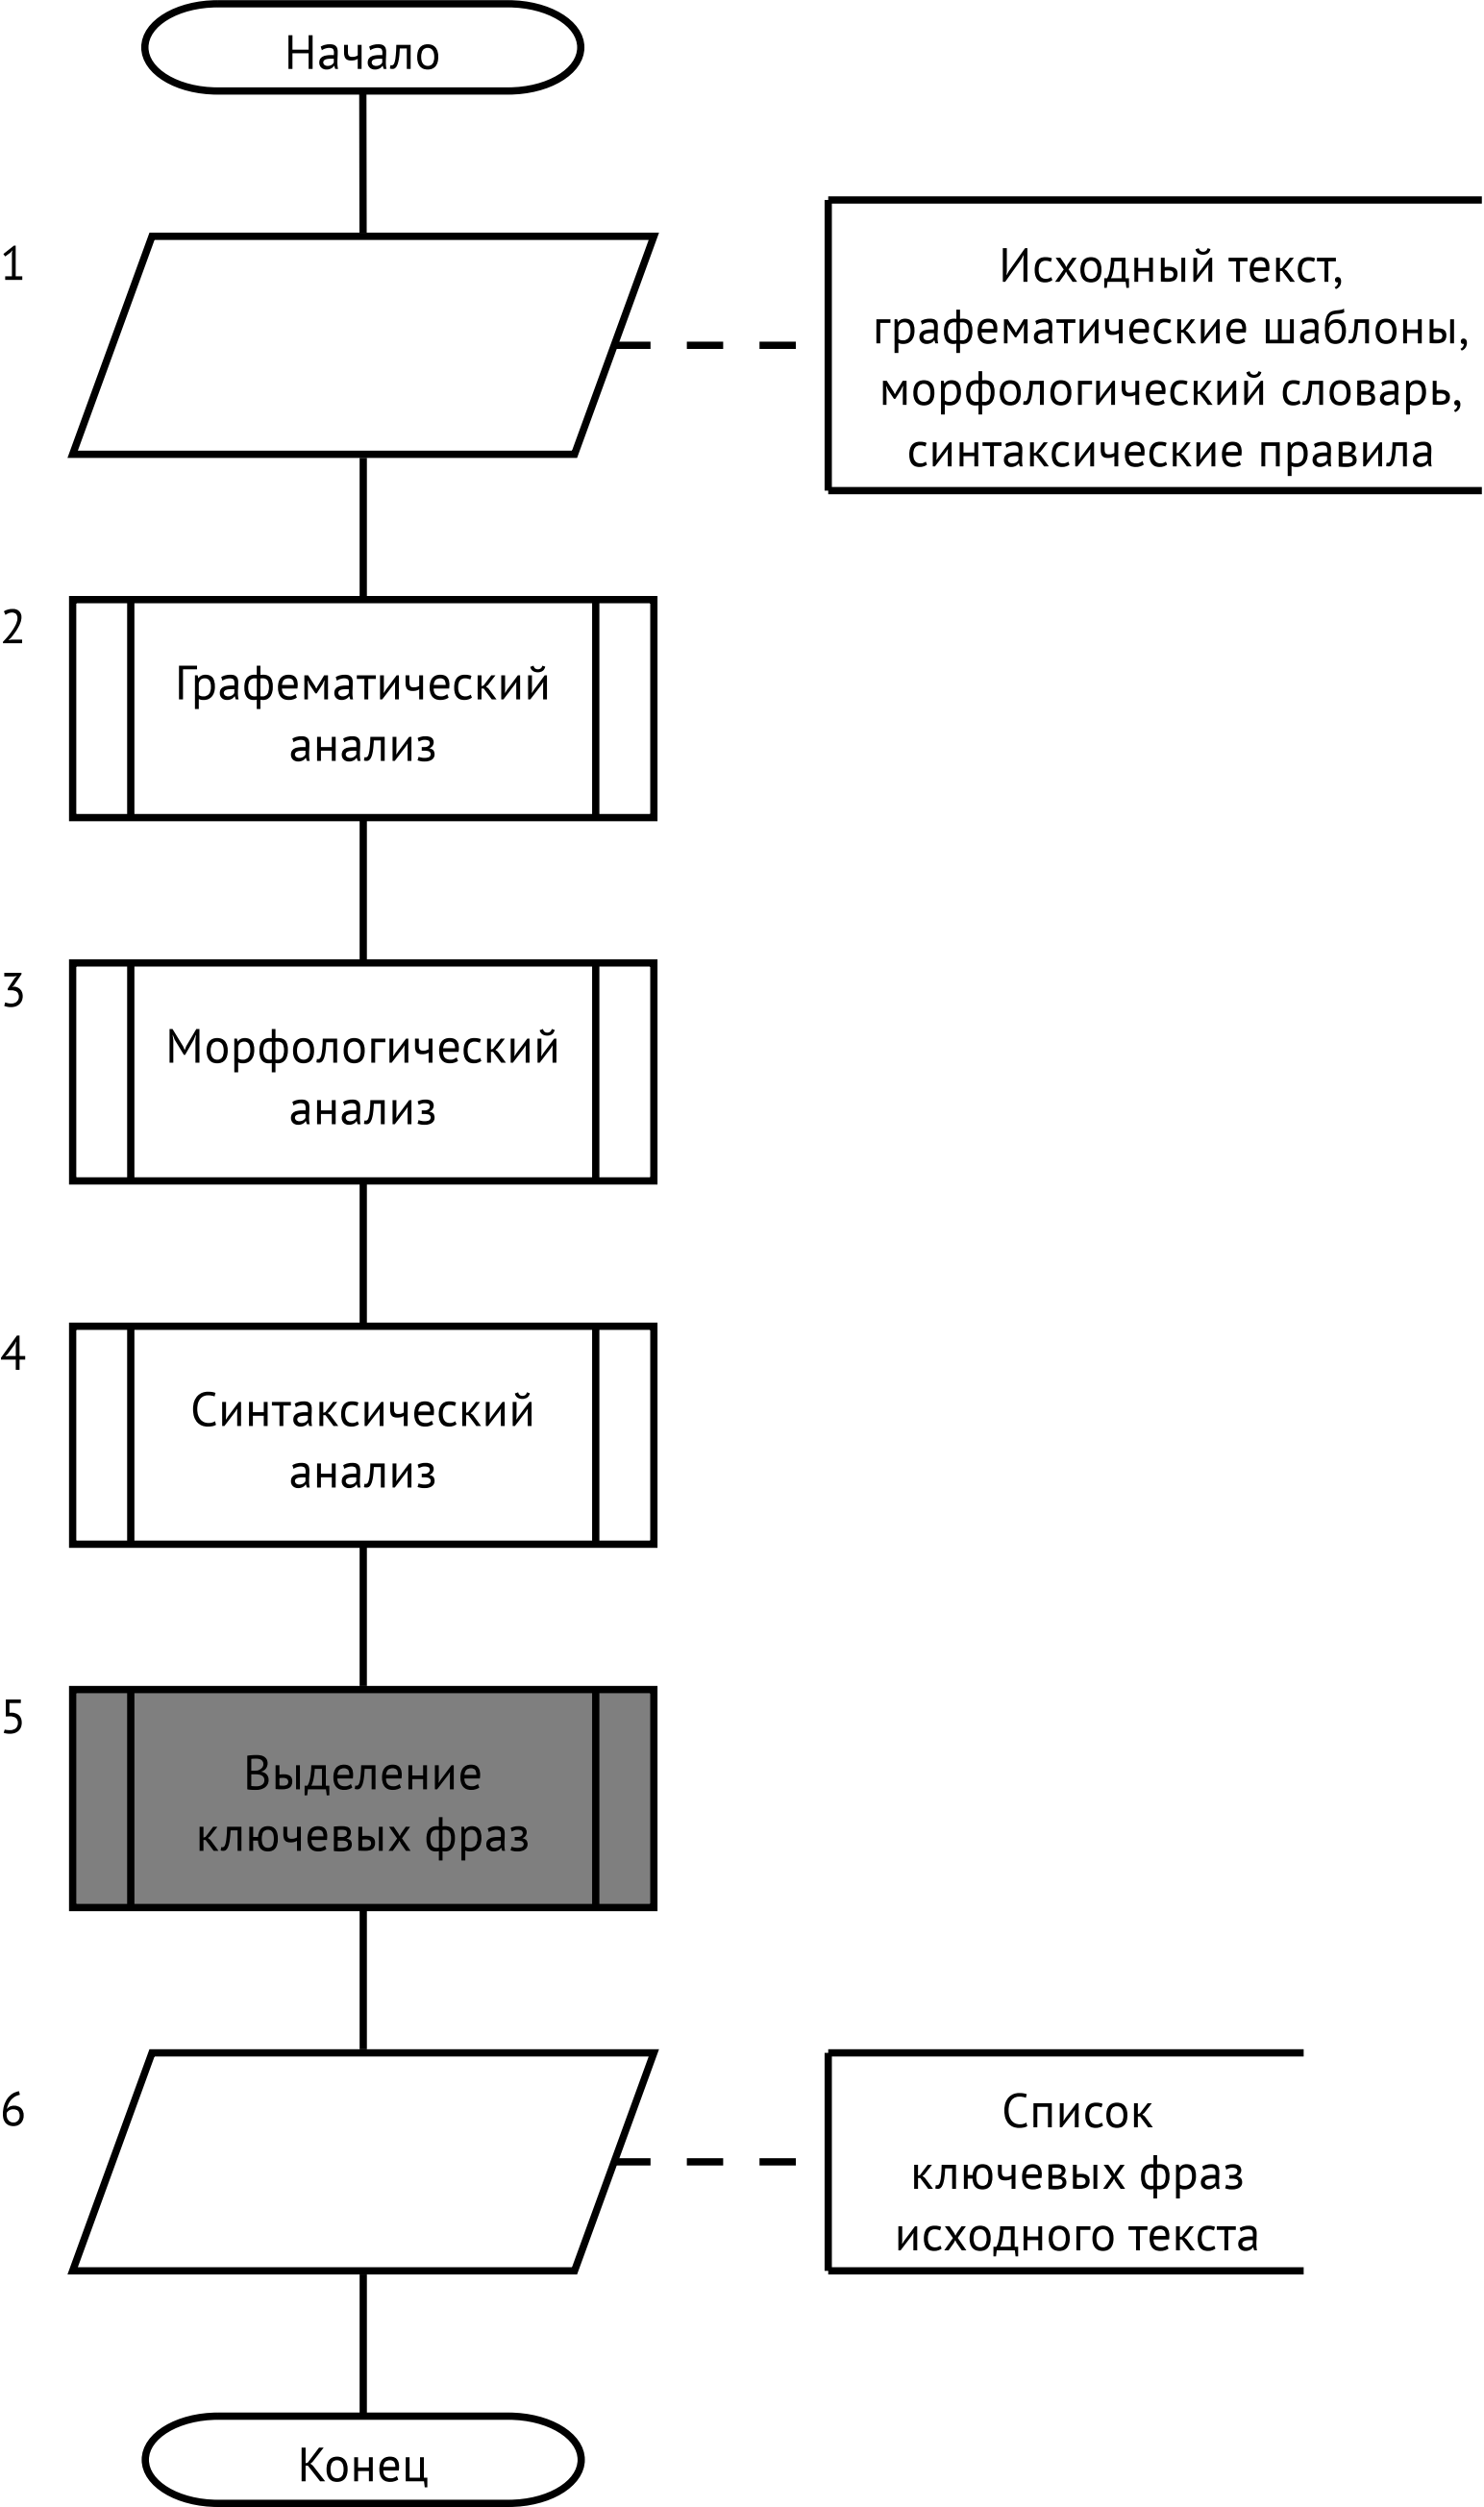 Начало
1
Исходный текст,
графематические шаблоны,
морфологический словарь,
синтаксические правила
2
Графематический
анализ
3
Морфологический
анализ
4
Синтаксический
анализ
5
Выделение
ключевых фраз
6
Список
ключевых фраз
исходного текста
Конец